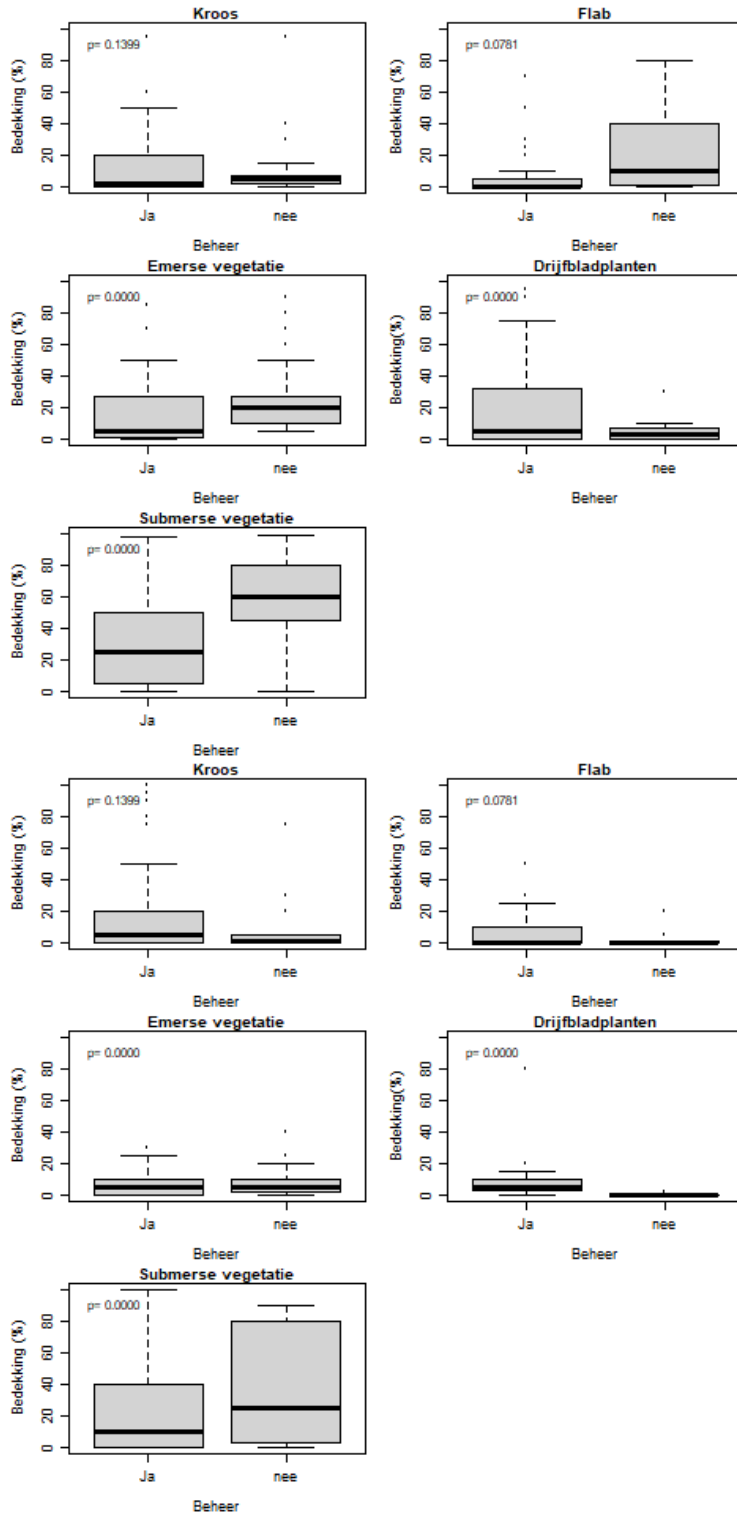 Kroos
p= 0.1399
Bedekking (%)
0 20 40 60 80
Ja nee
Beheer
Flab
p= 0.0781
Bedekking (%)
0 20 40 60 80
Ja nee
Beheer
Emerse vegetatie
p= 0.0000
Bedekking (%)
0 20 40 60 80
Ja nee
Beheer
Drijfbladplanten
p= 0.0000
Bedekking(%)
0 20 40 60 80
Ja nee
Beheer
Submerse vegetatie
p= 0.0000
Bedekking (%)
0 20 40 60 80
Ja nee
Beheer
Kroos
p= 0.1399
Bedekking (%)
0 20 40 60 80
Ja nee
Beheer
Flab
p= 0.0781
Bedekking (%)
0 20 40 60 80
Ja nee
Beheer
Emerse vegetatie
p= 0.0000
Bedekking (%)
0 20 40 60 80
Ja nee
Beheer
Drijfbladplanten
p= 0.0000
Bedekking(%)
0 20 40 60 80
Ja nee
Beheer
Submerse vegetatie
p= 0.0000
Bedekking (%)
0 20 40 60 80
Ja nee
Beheer